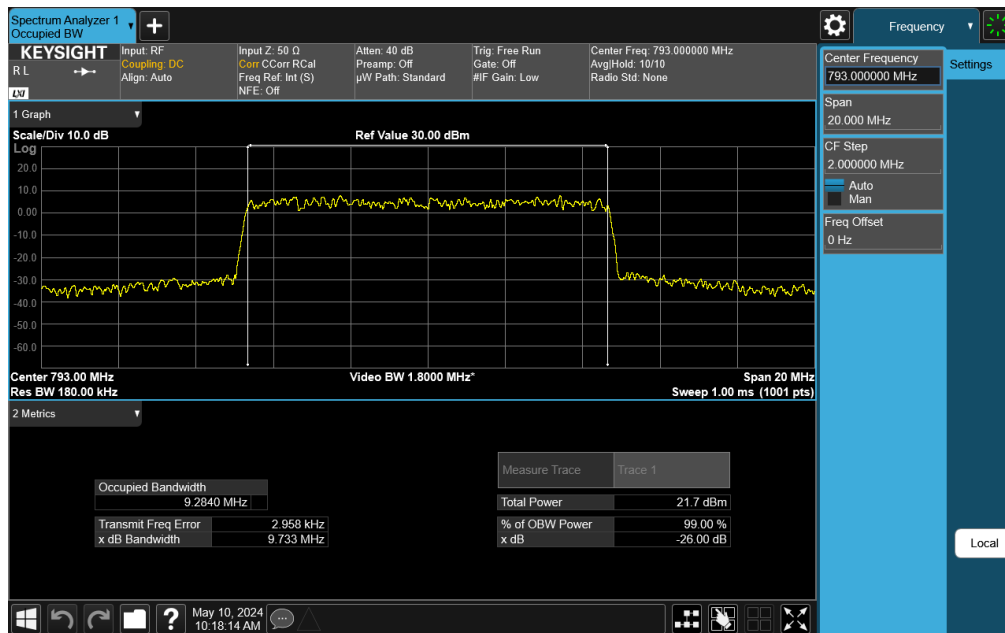 Spectrum Analyzer 1
Occupied BW
Frequency
KEYSIGHT
R L
LXI
Input: RF
Coupling: DC
Align: Auto
Input Z: 50 Ω
Corr CCorr RCal
Freq Ref: Int (S)
NFE: Off
Atten: 40 dB
Preamp: Off
µW Path: Standard
Trig: Free Run
Gate: Off
#IF Gain: Low
Center Freq: 793.000000 MHz
Avg|Hold: 10/10
Radio Std: None
Center Frequency
793.000000 MHz
Settings
Span
20.000 MHz
CF Step
2.000000 MHz
Auto
Man
Freq Offset
0 Hz
Local
1 Graph
Scale/Div 10.0 dB
Ref Value 30.00 dBm
Log
20.0
10.0
0.00
-10.0
-20.0
-30.0
-40.0
-50.0
-60.0
Center 793.00 MHz
Video BW 1.8000 MHz*
Span 20 MHz
Res BW 180.00 kHz
Sweep 1.00 ms (1001 pts)
2 Metrics
Measure Trace
Trace 1
Occupied Bandwidth
9.2840 MHz
Total Power
21.7 dBm
Transmit Freq Error
2.958 kHz
% of OBW Power
99.00 %
x dB Bandwidth
9.733 MHz
x dB
-26.00 dB
?
May 10, 2024
10:18:14 AM